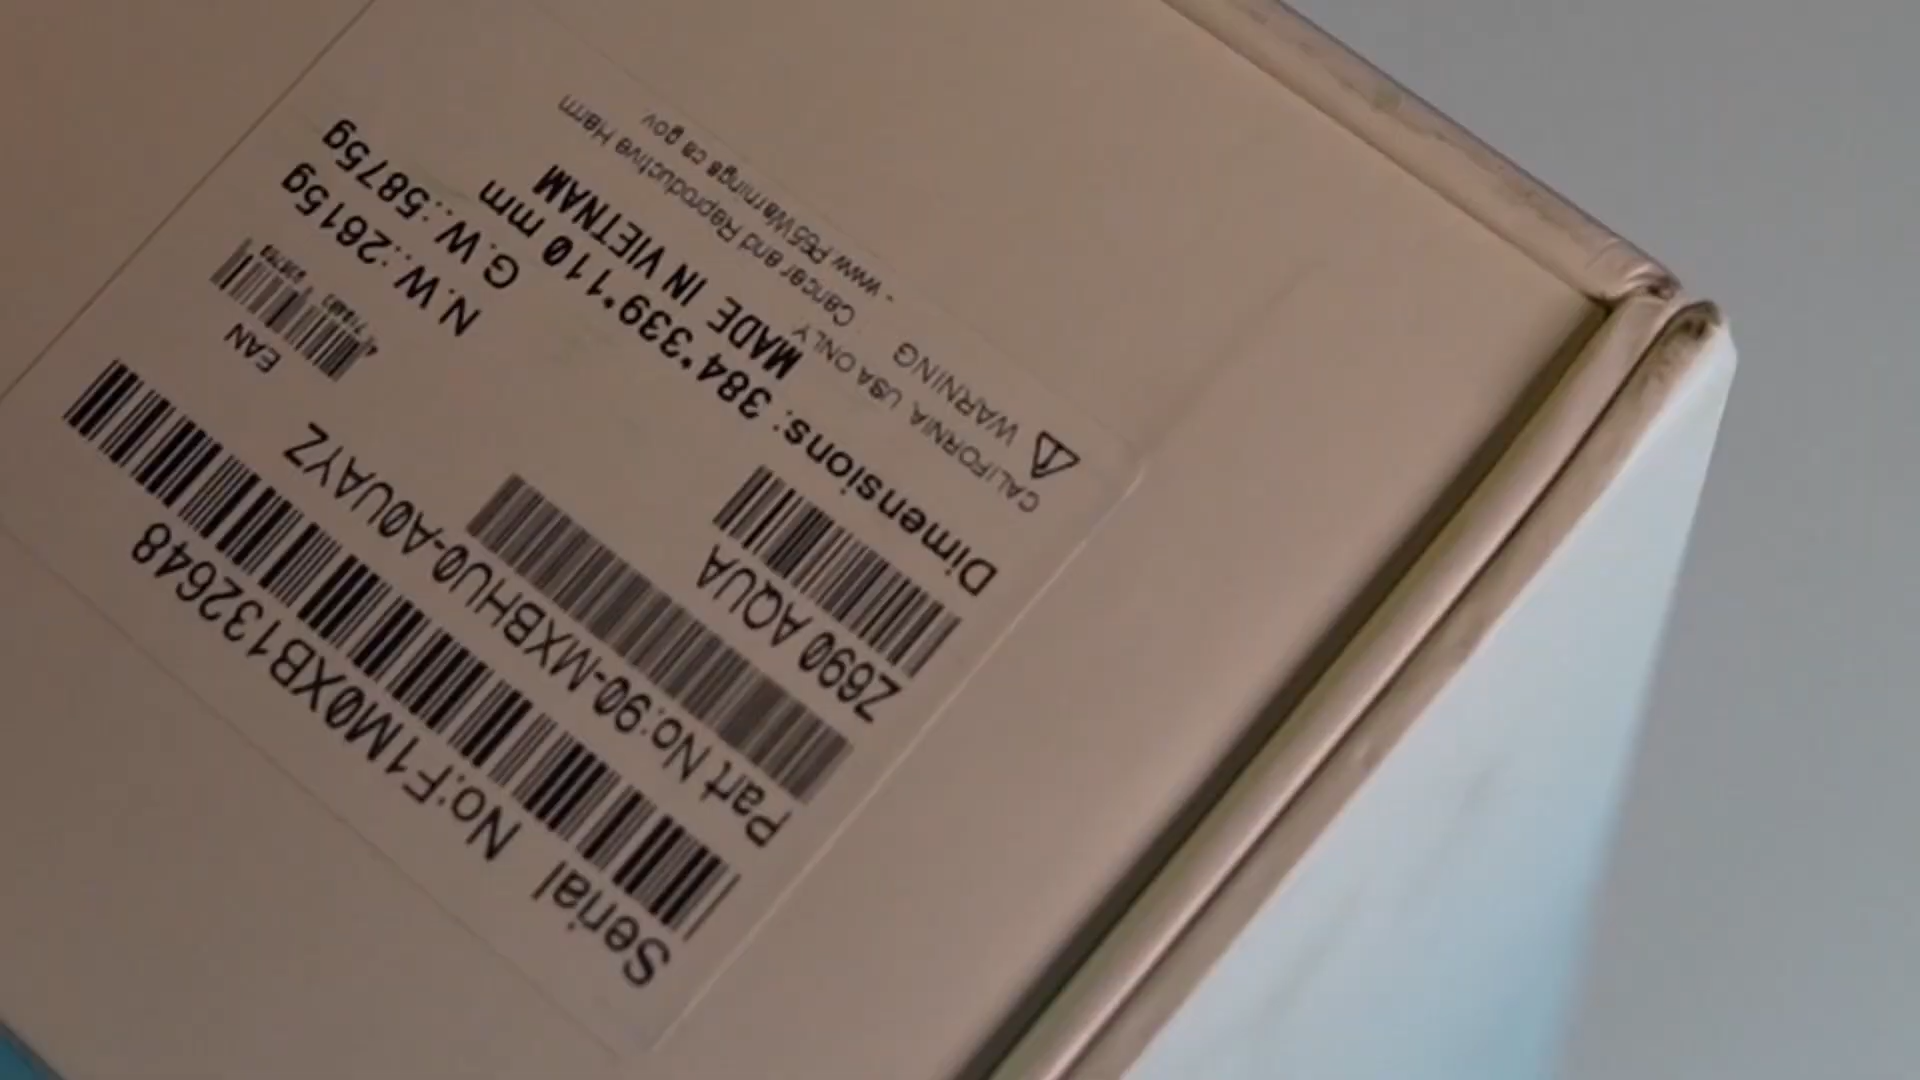 Serial No:F1M0XB132648
Part No:90-MXBHU0-A0UAYZ
EAN
Z690 AQUA
N.W.:2615g
G.W.:5875g
Dimensions: 384*339*110 mm
MADE IN VIETNAM
CALIFORNIA, USA ONLY
WARNING
Cancer and Reproductive Harm
- www.P65Warnings.ca.gov